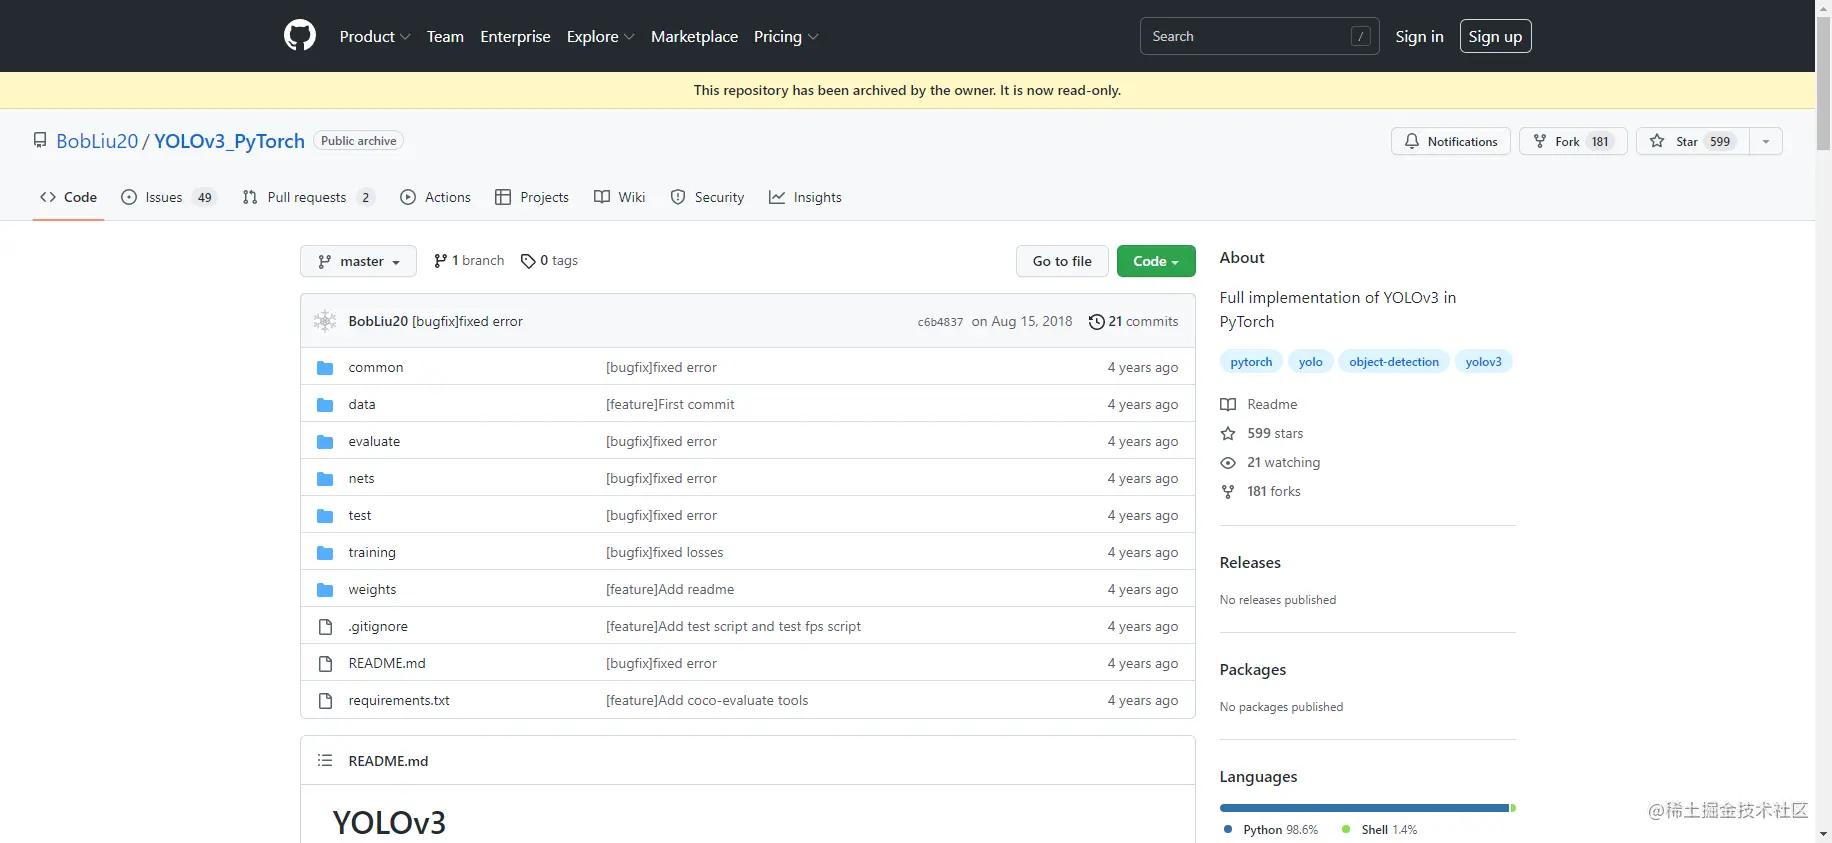 Product Team Enterprise Explore Marketplace Pricing Search / Sign in Sign up
This repository has been archived by the owner. It is now read-only.
BobLiu20 / YOLOv3_PyTorch Public archive Notifications Fork 181 Star 599
Code Issues 49 Pull requests 2 Actions Projects Wiki Security Insights
master 1 branch 0 tags Go to file Code
BobLiu20 [bugfix]fixed error c6b4837 on Aug 15, 2018 21 commits
common [bugfix]fixed error 4 years ago
data [feature]First commit 4 years ago
evaluate [bugfix]fixed error 4 years ago
nets [bugfix]fixed error 4 years ago
test [bugfix]fixed error 4 years ago
training [bugfix]fixed losses 4 years ago
weights [feature]Add readme 4 years ago
.gitignore [feature]Add test script and test fps script 4 years ago
README.md [bugfix]fixed error 4 years ago
requirements.txt [feature]Add coco-evaluate tools 4 years ago
README.md
YOLOv3
About
Full implementation of YOLOv3 in
PyTorch
pytorch yolo object-detection yolov3
Readme
599 stars
21 watching
181 forks
Releases
No releases published
Packages
No packages published
Languages
Python 98.6% Shell 1.4%
@稀土掘金技术社区